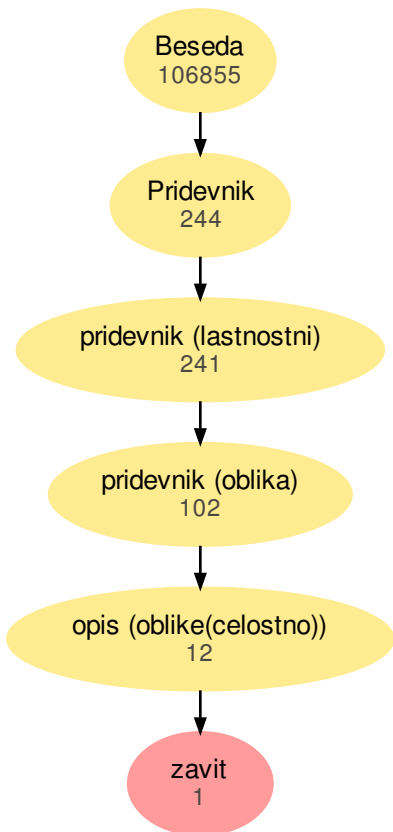 Beseda
106855
Pridevnik
244
pridevnik (lastnostni)
241
pridevnik (oblika)
102
opis (oblike(celostno))
12
zavit
1